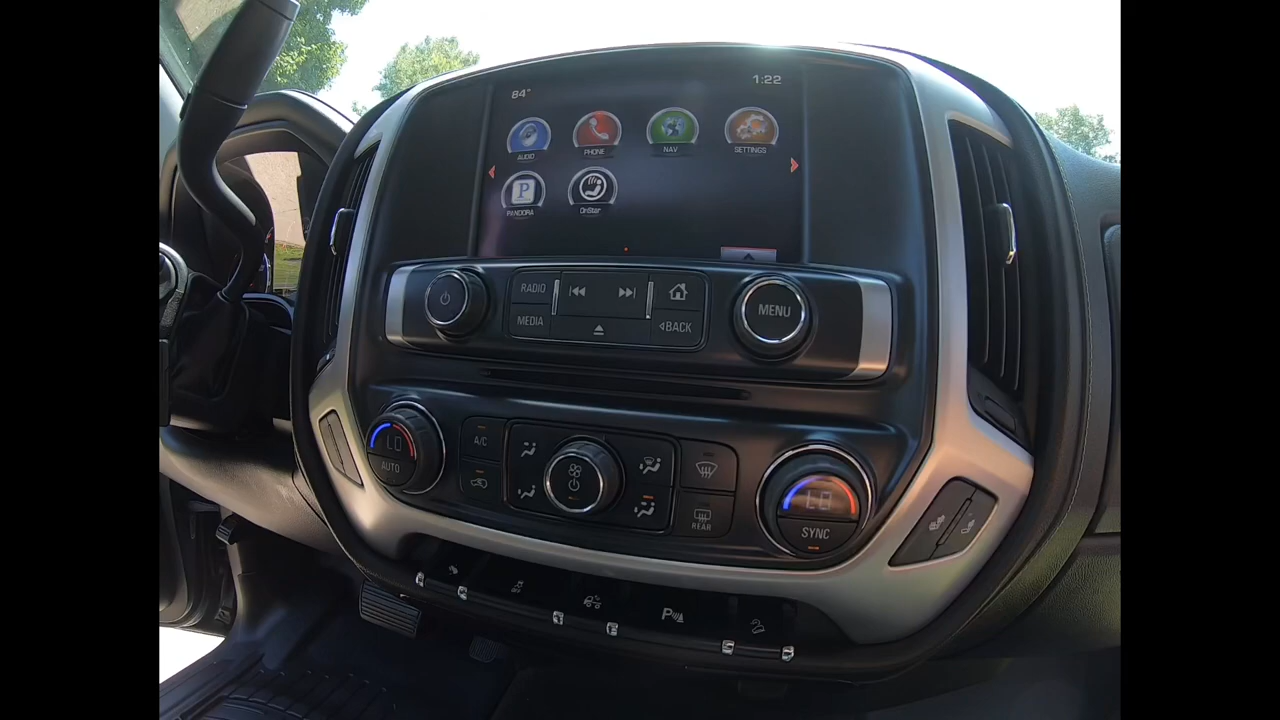 84°
1:22
AUDIO
PHONE
NAV
SETTINGS
P
PANDORA
OnStar
RADIO
MEDIA
BACK
MENU
LO
AUTO
A/C
REAR
LO
SYNC
P